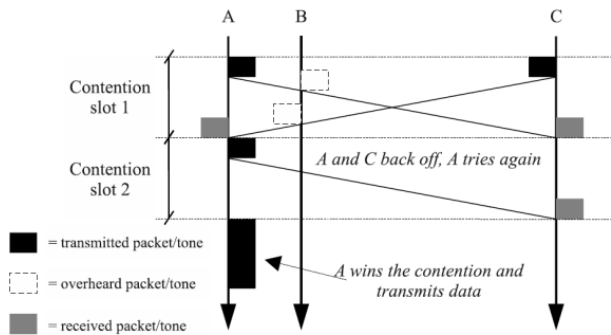 A
B
C
Contention
slot 1
A and C back off, A tries again
Contention
slot 2
= transmitted packet/tone
= overheard packet/tone
= received packet/tone
A wins the contention and
transmits data